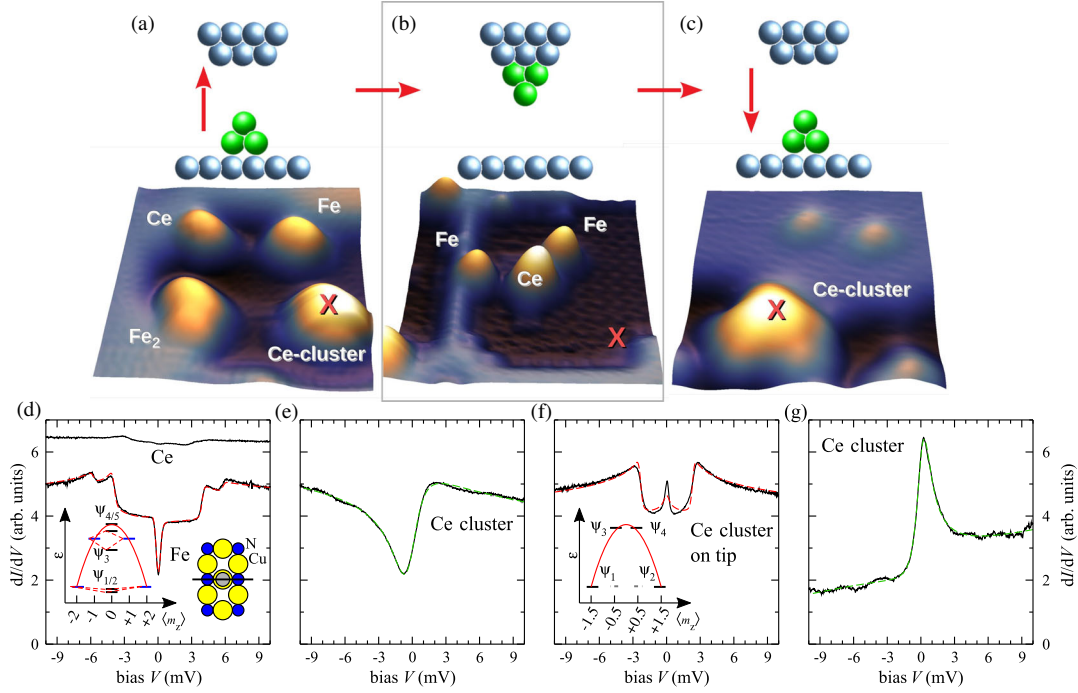 (a)
(b)
(c)
Ce
Fe
Fe₂
X
Ce-cluster
Fe
Fe
Ce
X
Ce-cluster
X
(d)
(e)
(f)
(g)
dI/dV (arb. units)
6
4
2
0
Ce
Fe
ψ4/5
ψ3
ψ1/2
ε
-2
-1
0
+1
+2
⟨mz⟩
N
Cu
-9 -6 -3 0 3 6 9
bias V (mV)
Ce cluster
-9 -6 -3 0 3 6 9
bias V (mV)
Ce cluster
on tip
ψ3 ψ4
ψ1 ψ2
ε
-1.5
-0.5
+0.5
+1.5
⟨mz⟩
-9 -6 -3 0 3 6 9
bias V (mV)
Ce cluster
6
4
2
0
dI/dV (arb. units)
-9 -6 -3 0 3 6 9
bias V (mV)